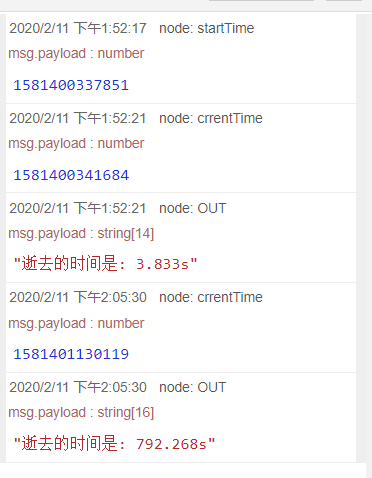 2020/2/11 下午1:52:17 node: startTime
msg.payload : number
1581400337851
2020/2/11 下午1:52:21 node: crrentTime
msg.payload : number
1581400341684
2020/2/11 下午1:52:21 node: OUT
msg.payload : string[14]
"逝去的时间是: 3.833s"
2020/2/11 下午2:05:30 node: crrentTime
msg.payload : number
1581401130119
2020/2/11 下午2:05:30 node: OUT
msg.payload : string[16]
"逝去的时间是: 792.268s"